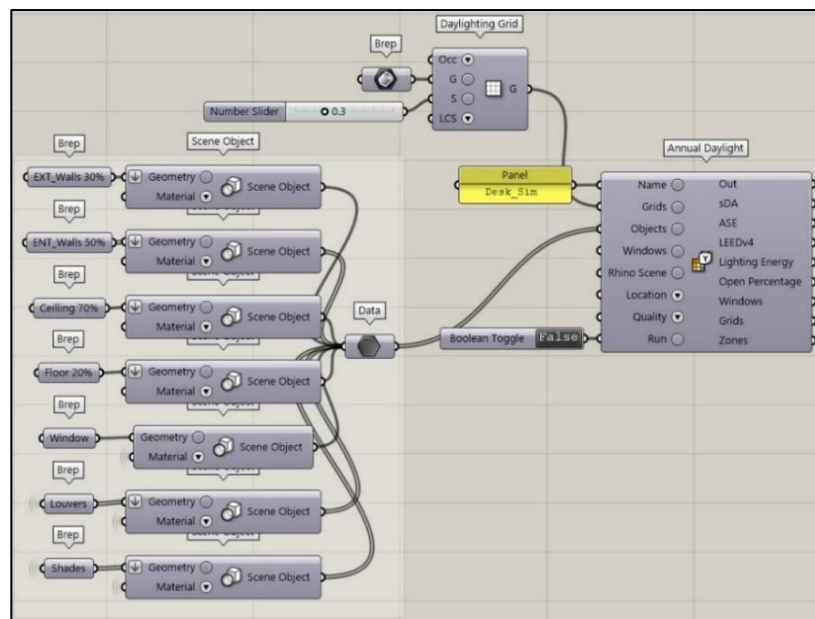 Daylighting Grid
Brep
Occ
G
S
LCS
G
Number Slider 0.3
Scene Object
Brep
EXT_Walls 30%
Geometry
Material
Scene Object
Brep
ENT_Walls 50%
Geometry
Material
Scene Object
Brep
Ceilling 70%
Geometry
Material
Scene Object
Brep
Floor 20%
Geometry
Material
Scene Object
Brep
Window
Geometry
Material
Scene Object
Brep
Louvers
Geometry
Material
Scene Object
Brep
Shades
Geometry
Material
Scene Object
Data
Panel
Desk_Sim
Boolean Toggle False
Annual Daylight
Name
Grids
Objects
Windows
Rhino Scene
Location
Quality
Run
Out
sDA
ASE
LEEDv4
Lighting Energy
Open Percentage
Windows
Grids
Zones